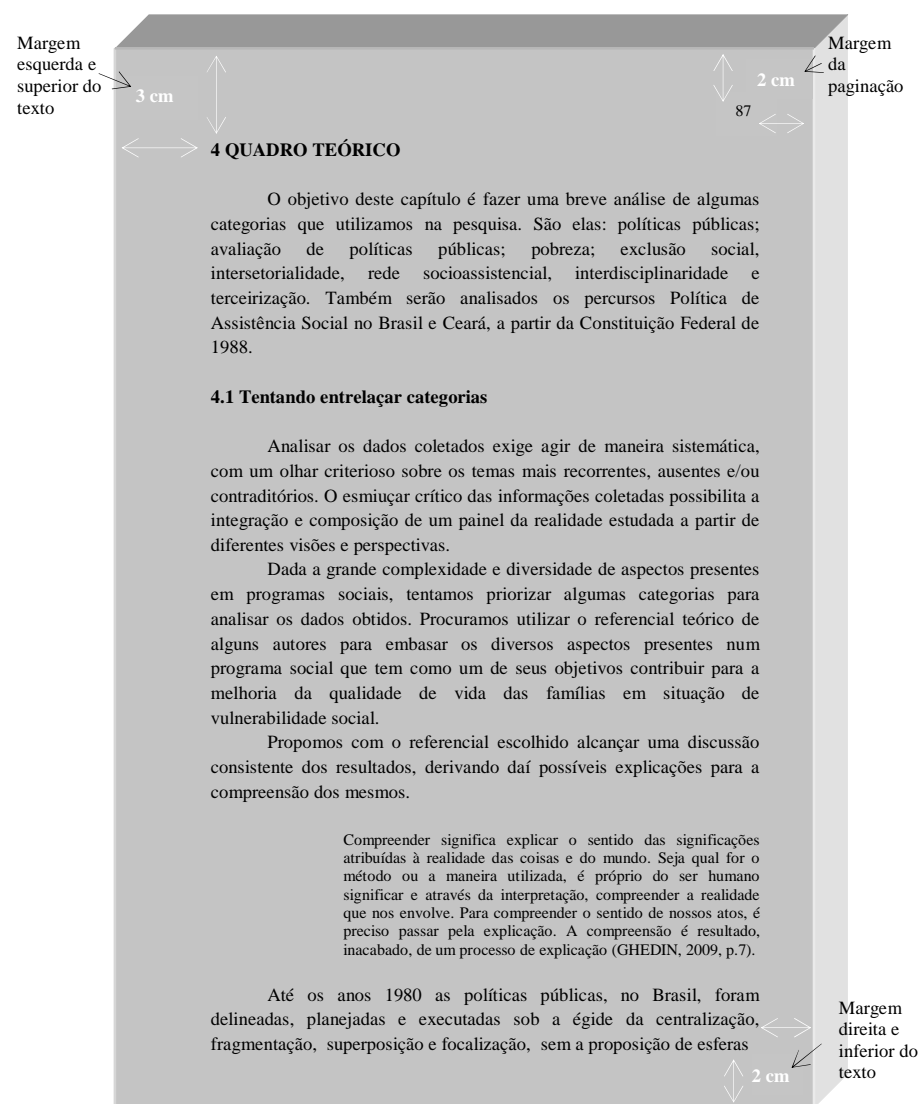 Margem
esquerda e
superior do
texto
3 cm
2 cm
Margem
da
paginação
87
4 QUADRO TEÓRICO
O objetivo deste capítulo é fazer uma breve análise de algumas
categorias que utilizamos na pesquisa. São elas: políticas públicas;
avaliação de políticas públicas; pobreza; exclusão social,
intersetorialidade, rede socioassistencial, interdisciplinaridade e
terceirização. Também serão analisados os percursos Política de
Assistência Social no Brasil e Ceará, a partir da Constituição Federal de
1988.
4.1 Tentando entrelaçar categorias
Analisar os dados coletados exige agir de maneira sistemática,
com um olhar criterioso sobre os temas mais recorrentes, ausentes e/ou
contraditórios. O esmiuçar crítico das informações coletadas possibilita a
integração e composição de um painel da realidade estudada a partir de
diferentes visões e perspectivas.
Dada a grande complexidade e diversidade de aspectos presentes
em programas sociais, tentamos priorizar algumas categorias para
analisar os dados obtidos. Procuramos utilizar o referencial teórico de
alguns autores para embasar os diversos aspectos presentes num
programa social que tem como um de seus objetivos contribuir para a
melhoria da qualidade de vida das famílias em situação de
vulnerabilidade social.
Propomos com o referencial escolhido alcançar uma discussão
consistente dos resultados, derivando daí possíveis explicações para a
compreensão dos mesmos.
Compreender significa explicar o sentido das significações
atribuídas à realidade das coisas e do mundo. Seja qual for o
método ou a maneira utilizada, é próprio do ser humano
significar e através da interpretação, compreender a realidade
que nos envolve. Para compreender o sentido de nossos atos, é
preciso passar pela explicação. A compreensão é resultado,
inacabado, de um processo de explicação (GHEDIN, 2009, p.7).
Até os anos 1980 as políticas públicas, no Brasil, foram
delineadas, planejadas e executadas sob a égide da centralização,
fragmentação, superposição e focalização, sem a proposição de esferas
Margem
direita e
inferior do
texto
2 cm